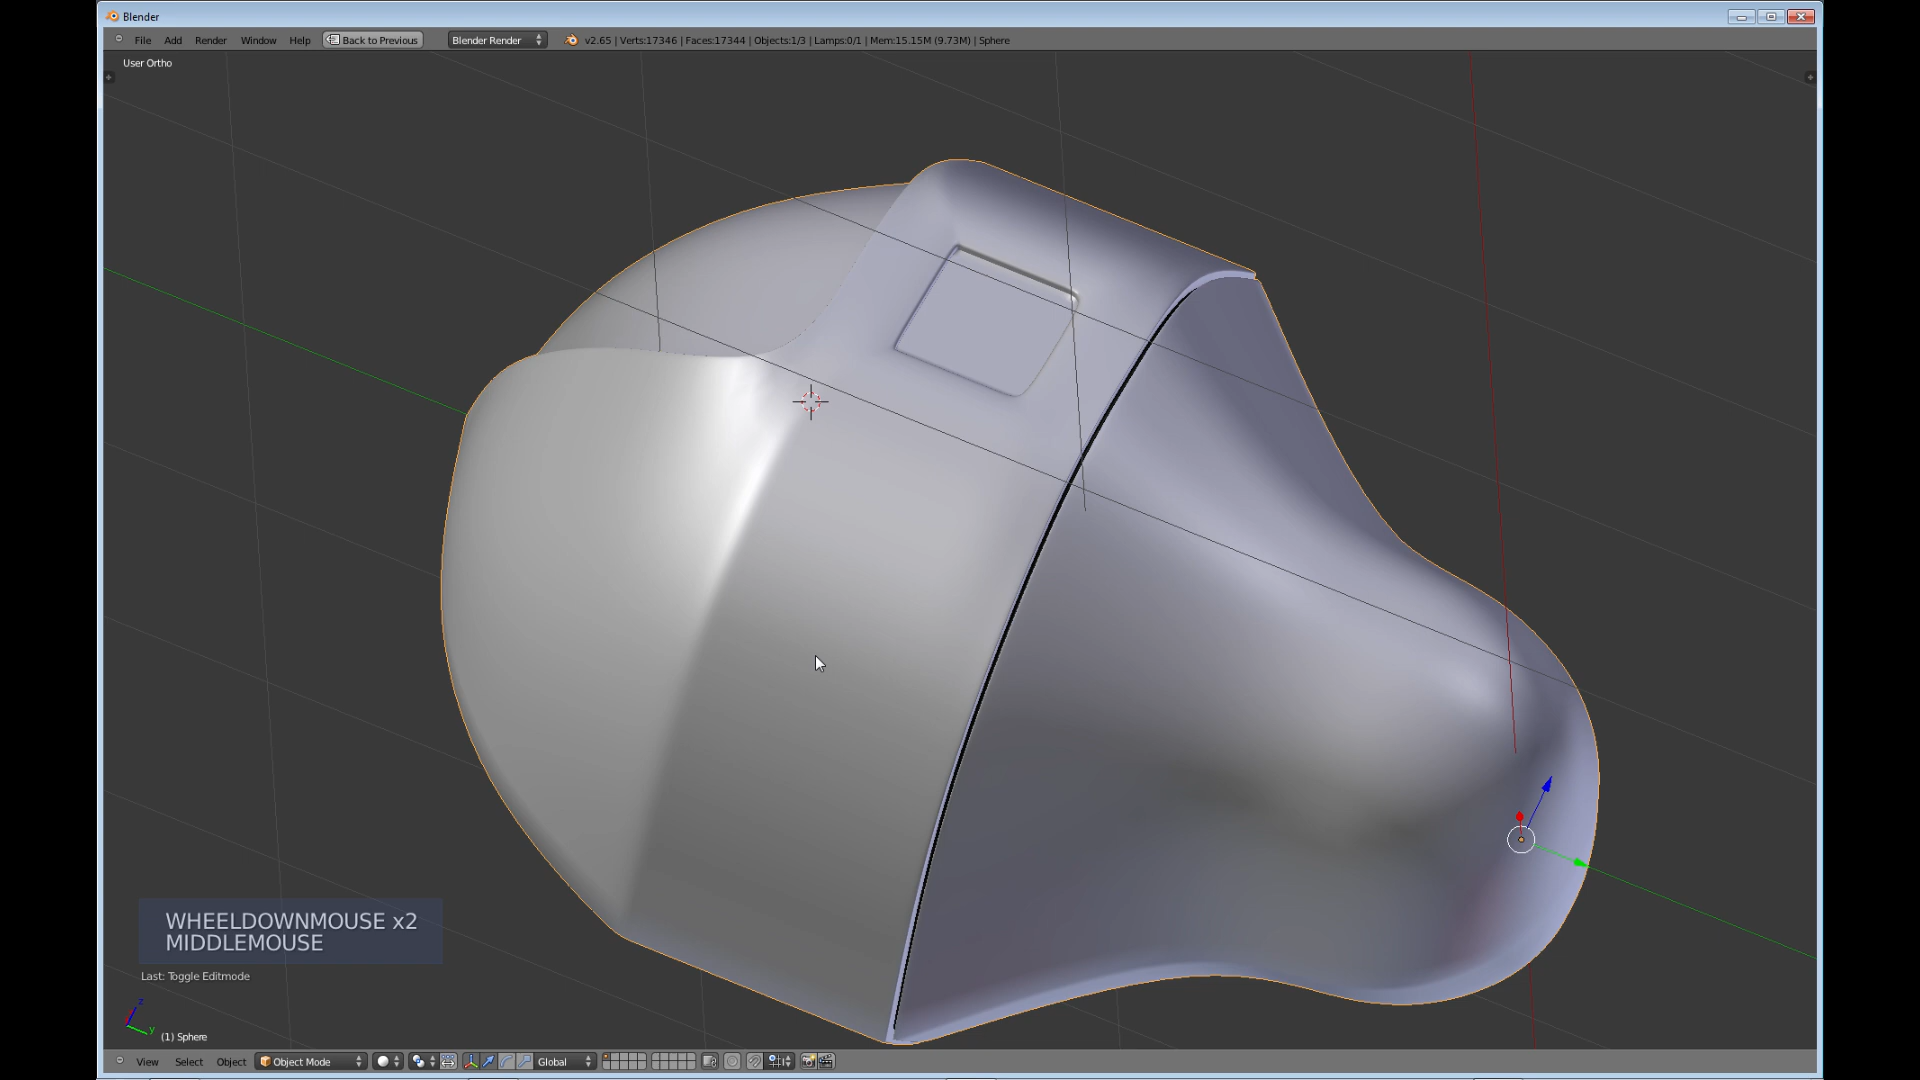 Blender
File Add Render Window Help Back to Previous Blender Render v2.65 | Verts:17346 | Faces:17344 | Objects:1/3 | Lamps:0/1 | Mem:15.15M (9.73M) | Sphere
User Ortho
WHEELDOWNMOUSE x2
MIDDLEMOUSE
Last: Toggle Editmode
z
y
(1) Sphere
View Select Object Object Mode Global